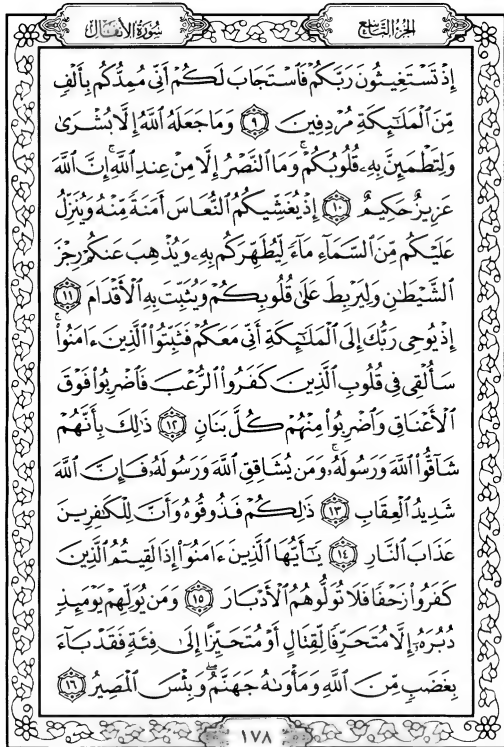 الجزء التاسع
سورة الأنفال
إِذْ تَسْتَغِيثُونَ رَبَّكُمْ فَاسْتَجَابَ لَكُمْ أَنِّي مُمِدُّكُم بِأَلْفٍ
مِّنَ الْمَلَائِكَةِ مُرْدِفِينَ ٩ وَمَا جَعَلَهُ اللَّهُ إِلَّا بُشْرَىٰ
وَلِتَطْمَئِنَّ بِهِ قُلُوبُكُمْ ۚ وَمَا النَّصْرُ إِلَّا مِنْ عِندِ اللَّهِ ۚ إِنَّ اللَّهَ
عَزِيزٌ حَكِيمٌ ١٠ إِذْ يُغَشِّيكُمُ النُّعَاسَ أَمَنَةً مِّنْهُ وَيُنَزِّلُ
عَلَيْكُم مِّنَ السَّمَاءِ مَاءً لِّيُطَهِّرَكُم بِهِ وَيُذْهِبَ عَنكُمْ رِجْزَ
الشَّيْطَانِ وَلِيَرْبِطَ عَلَىٰ قُلُوبِكُمْ وَيُثَبِّتَ بِهِ الْأَقْدَامَ ١١
إِذْ يُوحِي رَبُّكَ إِلَى الْمَلَائِكَةِ أَنِّي مَعَكُمْ فَثَبِّتُوا الَّذِينَ ءَامَنُوا ۚ
سَأُلْقِي فِي قُلُوبِ الَّذِينَ كَفَرُوا الرُّعْبَ فَاضْرِبُوا فَوْقَ
الْأَعْنَاقِ وَاضْرِبُوا مِنْهُمْ كُلَّ بَنَانٍ ١٢ ذَٰلِكَ بِأَنَّهُمْ
شَاقُّوا اللَّهَ وَرَسُولَهُ ۚ وَمَن يُشَاقِقِ اللَّهَ وَرَسُولَهُ فَإِنَّ اللَّهَ
شَدِيدُ الْعِقَابِ ١٣ ذَٰلِكُمْ فَذُوقُوهُ وَأَنَّ لِلْكَافِرِينَ
عَذَابَ النَّارِ ١٤ يَا أَيُّهَا الَّذِينَ ءَامَنُوا إِذَا لَقِيتُمُ الَّذِينَ
كَفَرُوا زَحْفًا فَلَا تُوَلُّوهُمُ الْأَدْبَارَ ١٥ وَمَن يُوَلِّهِمْ يَوْمَئِذٍ
دُبُرَهُ إِلَّا مُتَحَرِّفًا لِّقِتَالٍ أَوْ مُتَحَيِّزًا إِلَىٰ فِئَةٍ فَقَدْ بَاءَ
بِغَضَبٍ مِّنَ اللَّهِ وَمَأْوَاهُ جَهَنَّمُ ۖ وَبِئْسَ الْمَصِيرُ ١٦
١٧٨